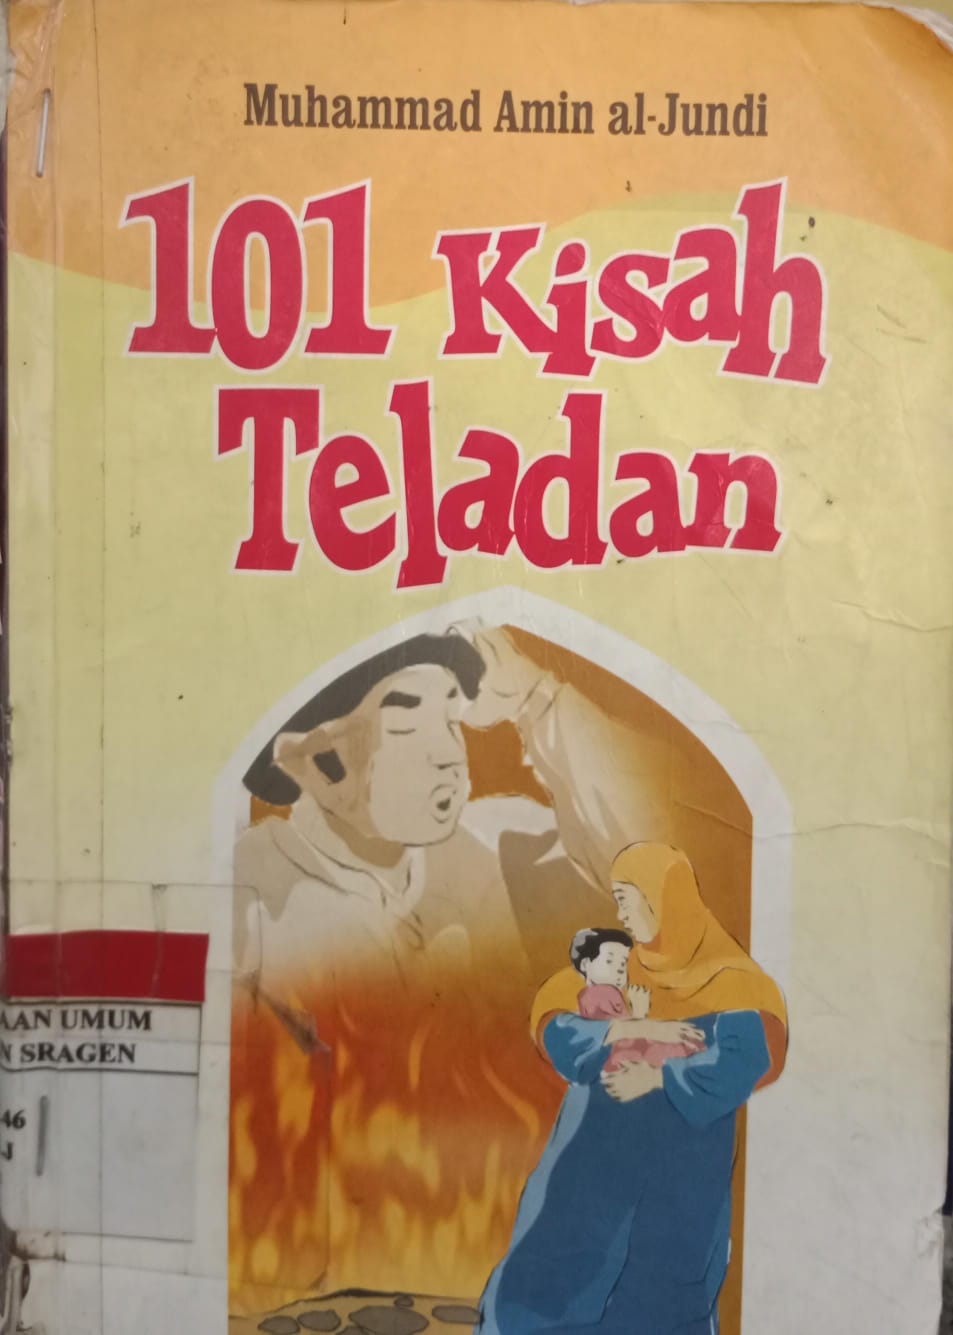 Muhammad Amin al-Jundi
101 Kisah
Teladan
AAN UMUM
N SRAGEN
46
J